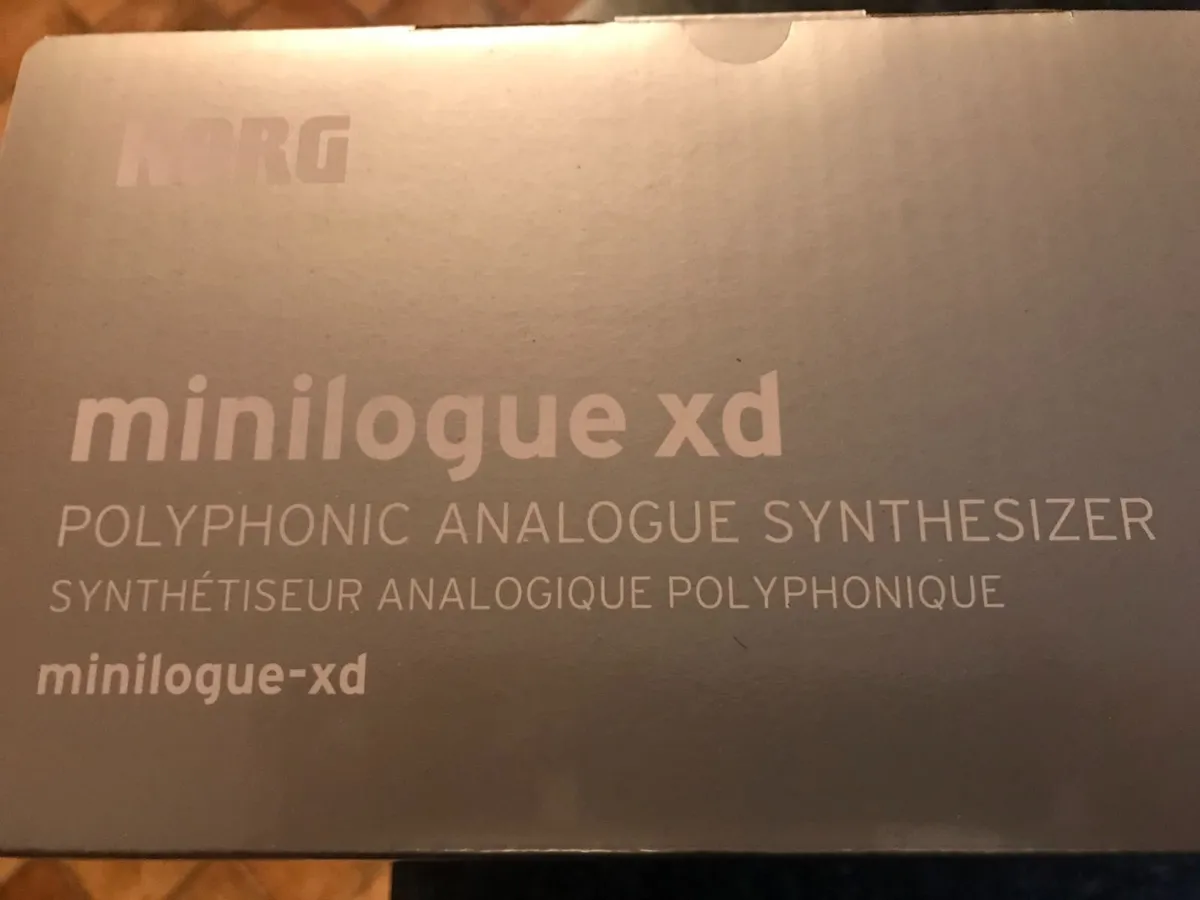 KORG
minilogue xd
POLYPHONIC ANALOGUE SYNTHESIZER
SYNTHÉTISEUR ANALOGIQUE POLYPHONIQUE
minilogue-xd